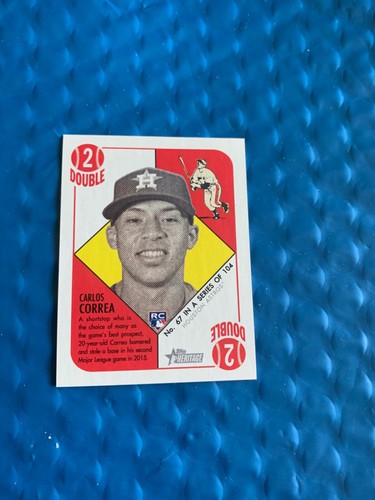 2
DOUBLE
H
CARLOS
CORREA
A shortstop who is
the choice of many as
the game's best prospect,
20-year-old Correa homered
and stole a base in his second
Major League game in 2015.
RC
No. 67 IN A SERIES OF 104
HOUSTON ASTROS
Topps
HERITAGE
DOUBLE
2